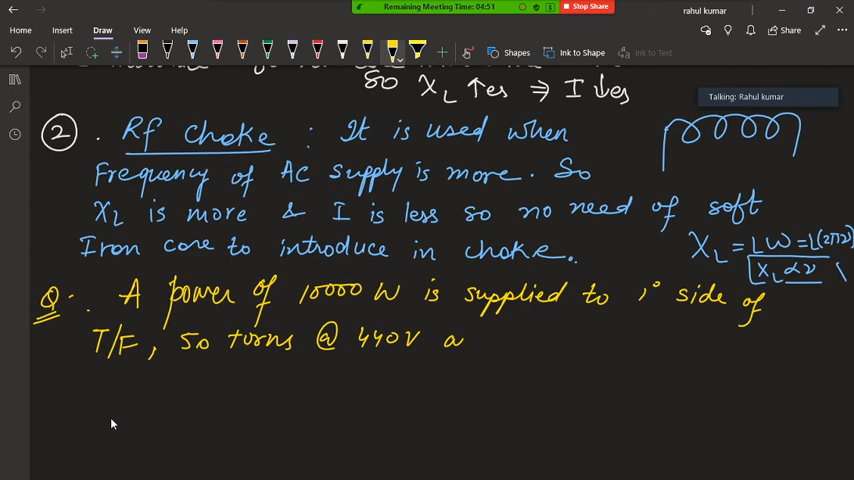 Remaining Meeting Time: 04:51
Stop Share
rahul kumar
Home Insert Draw View Help
Share
Shapes Ink to Shape Ink to Text
Talking: Rahul kumar
So X_L ↑es ⇒ I ↓es
② . Rf Choke : It is used when
Frequency of AC supply is more. So
X_L is more & I is less so no need of soft
Iron core to introduce in choke.
X_L = LW = L(2πν)
X_L α ν
Q:. A power of 10000 W is supplied to 1° side of
T/F, 50 turns @ 440V a